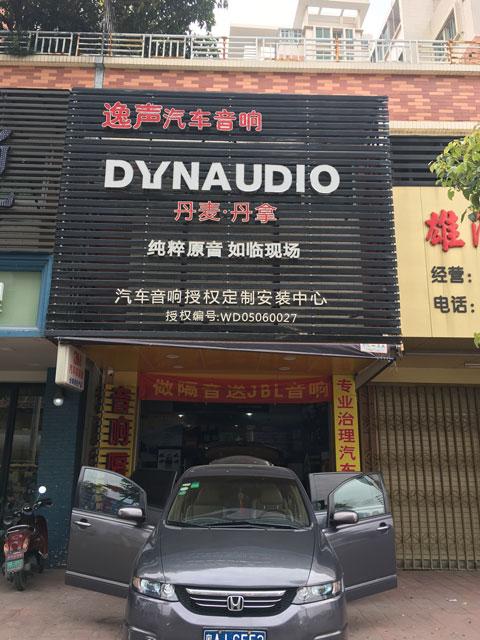 逸声汽车音响
DYNAUDIO
丹麦·丹拿
纯粹原音 如临现场
汽车音响授权定制安装中心
授权编号:WD05060027
雄
经营:
电话:
做隔音送JBL音响
音响
专业治理汽车